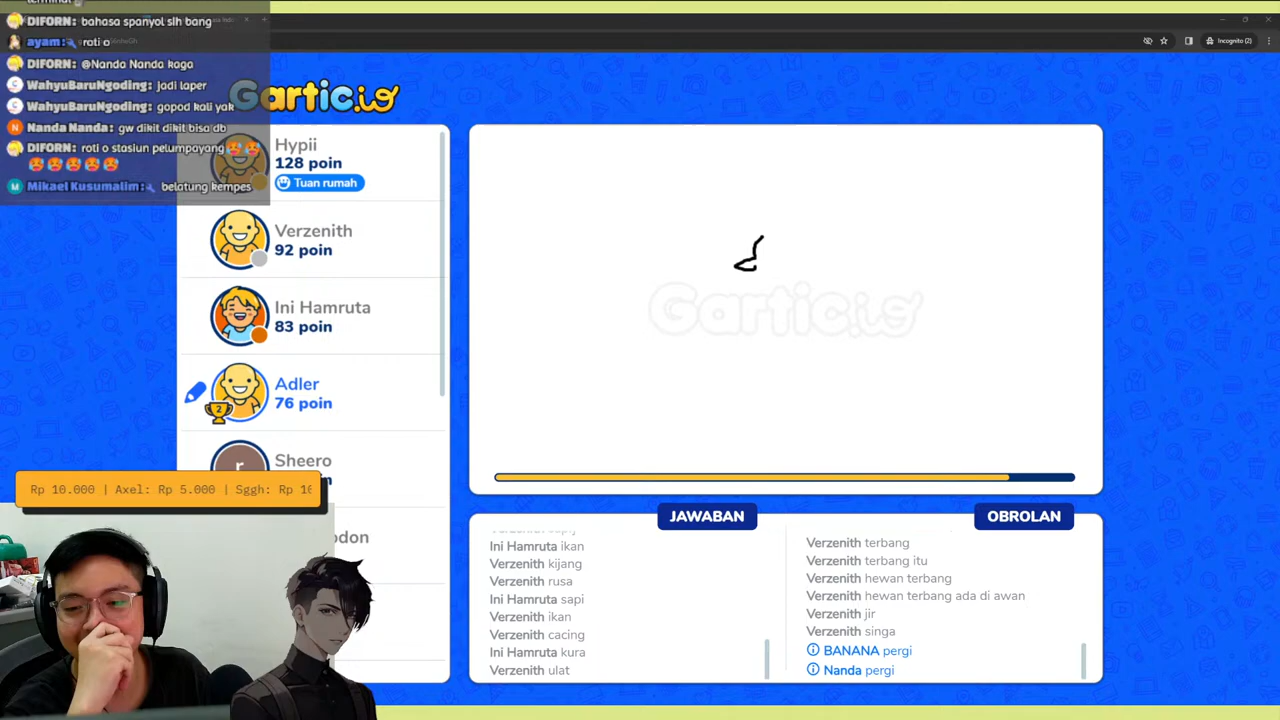 DIFORN: bahasa spanyol sih bang
ayam: roti o
DIFORN: @Nanda Nanda kaga
WahyuBaruNgoding: jadi laper
WahyuBaruNgoding: gopod kali yak
Nanda Nanda: gw dikit dikit bisa db
DIFORN: roti o stasiun pelumpayang
Mikael Kusumalim: belatung kempes
Incognito (2)
Gartic.io
Hypii
128 poin
Tuan rumah
Verzenith
92 poin
Ini Hamruta
83 poin
Adler
76 poin
2
Sheero
r
Rp 10.000 | Axel: Rp 5.000 | Sggh: Rp 10
Gartic.io
JAWABAN
Ini Hamruta ikan
Verzenith kijang
Verzenith rusa
Ini Hamruta sapi
Verzenith ikan
Verzenith cacing
Ini Hamruta kura
Verzenith ulat
OBROLAN
Verzenith terbang
Verzenith terbang itu
Verzenith hewan terbang
Verzenith hewan terbang ada di awan
Verzenith jir
Verzenith singa
BANANA pergi
Nanda pergi